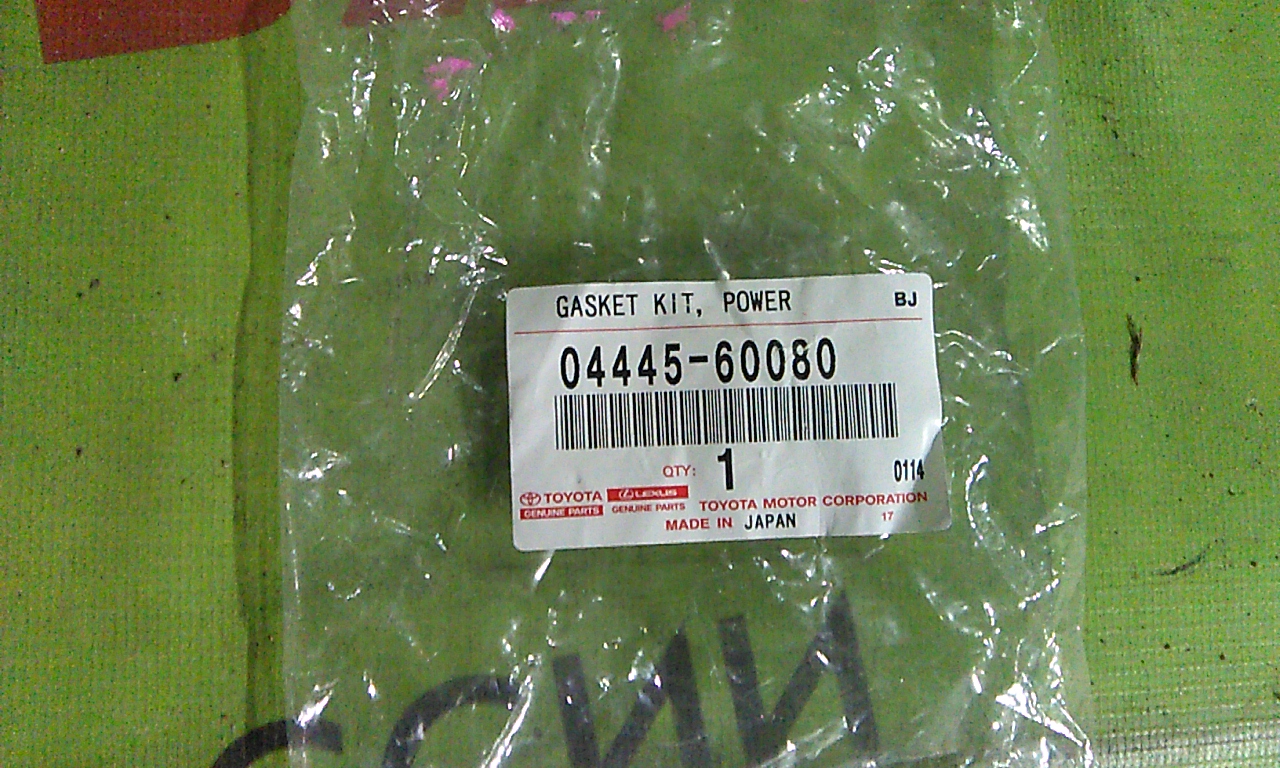 GASKET KIT, POWER BJ
04445-60080
QTY: 1 0114
TOYOTA LEXUS TOYOTA MOTOR CORPORATION
GENUINE PARTS GENUINE PARTS
MADE IN JAPAN 17
ССИИ